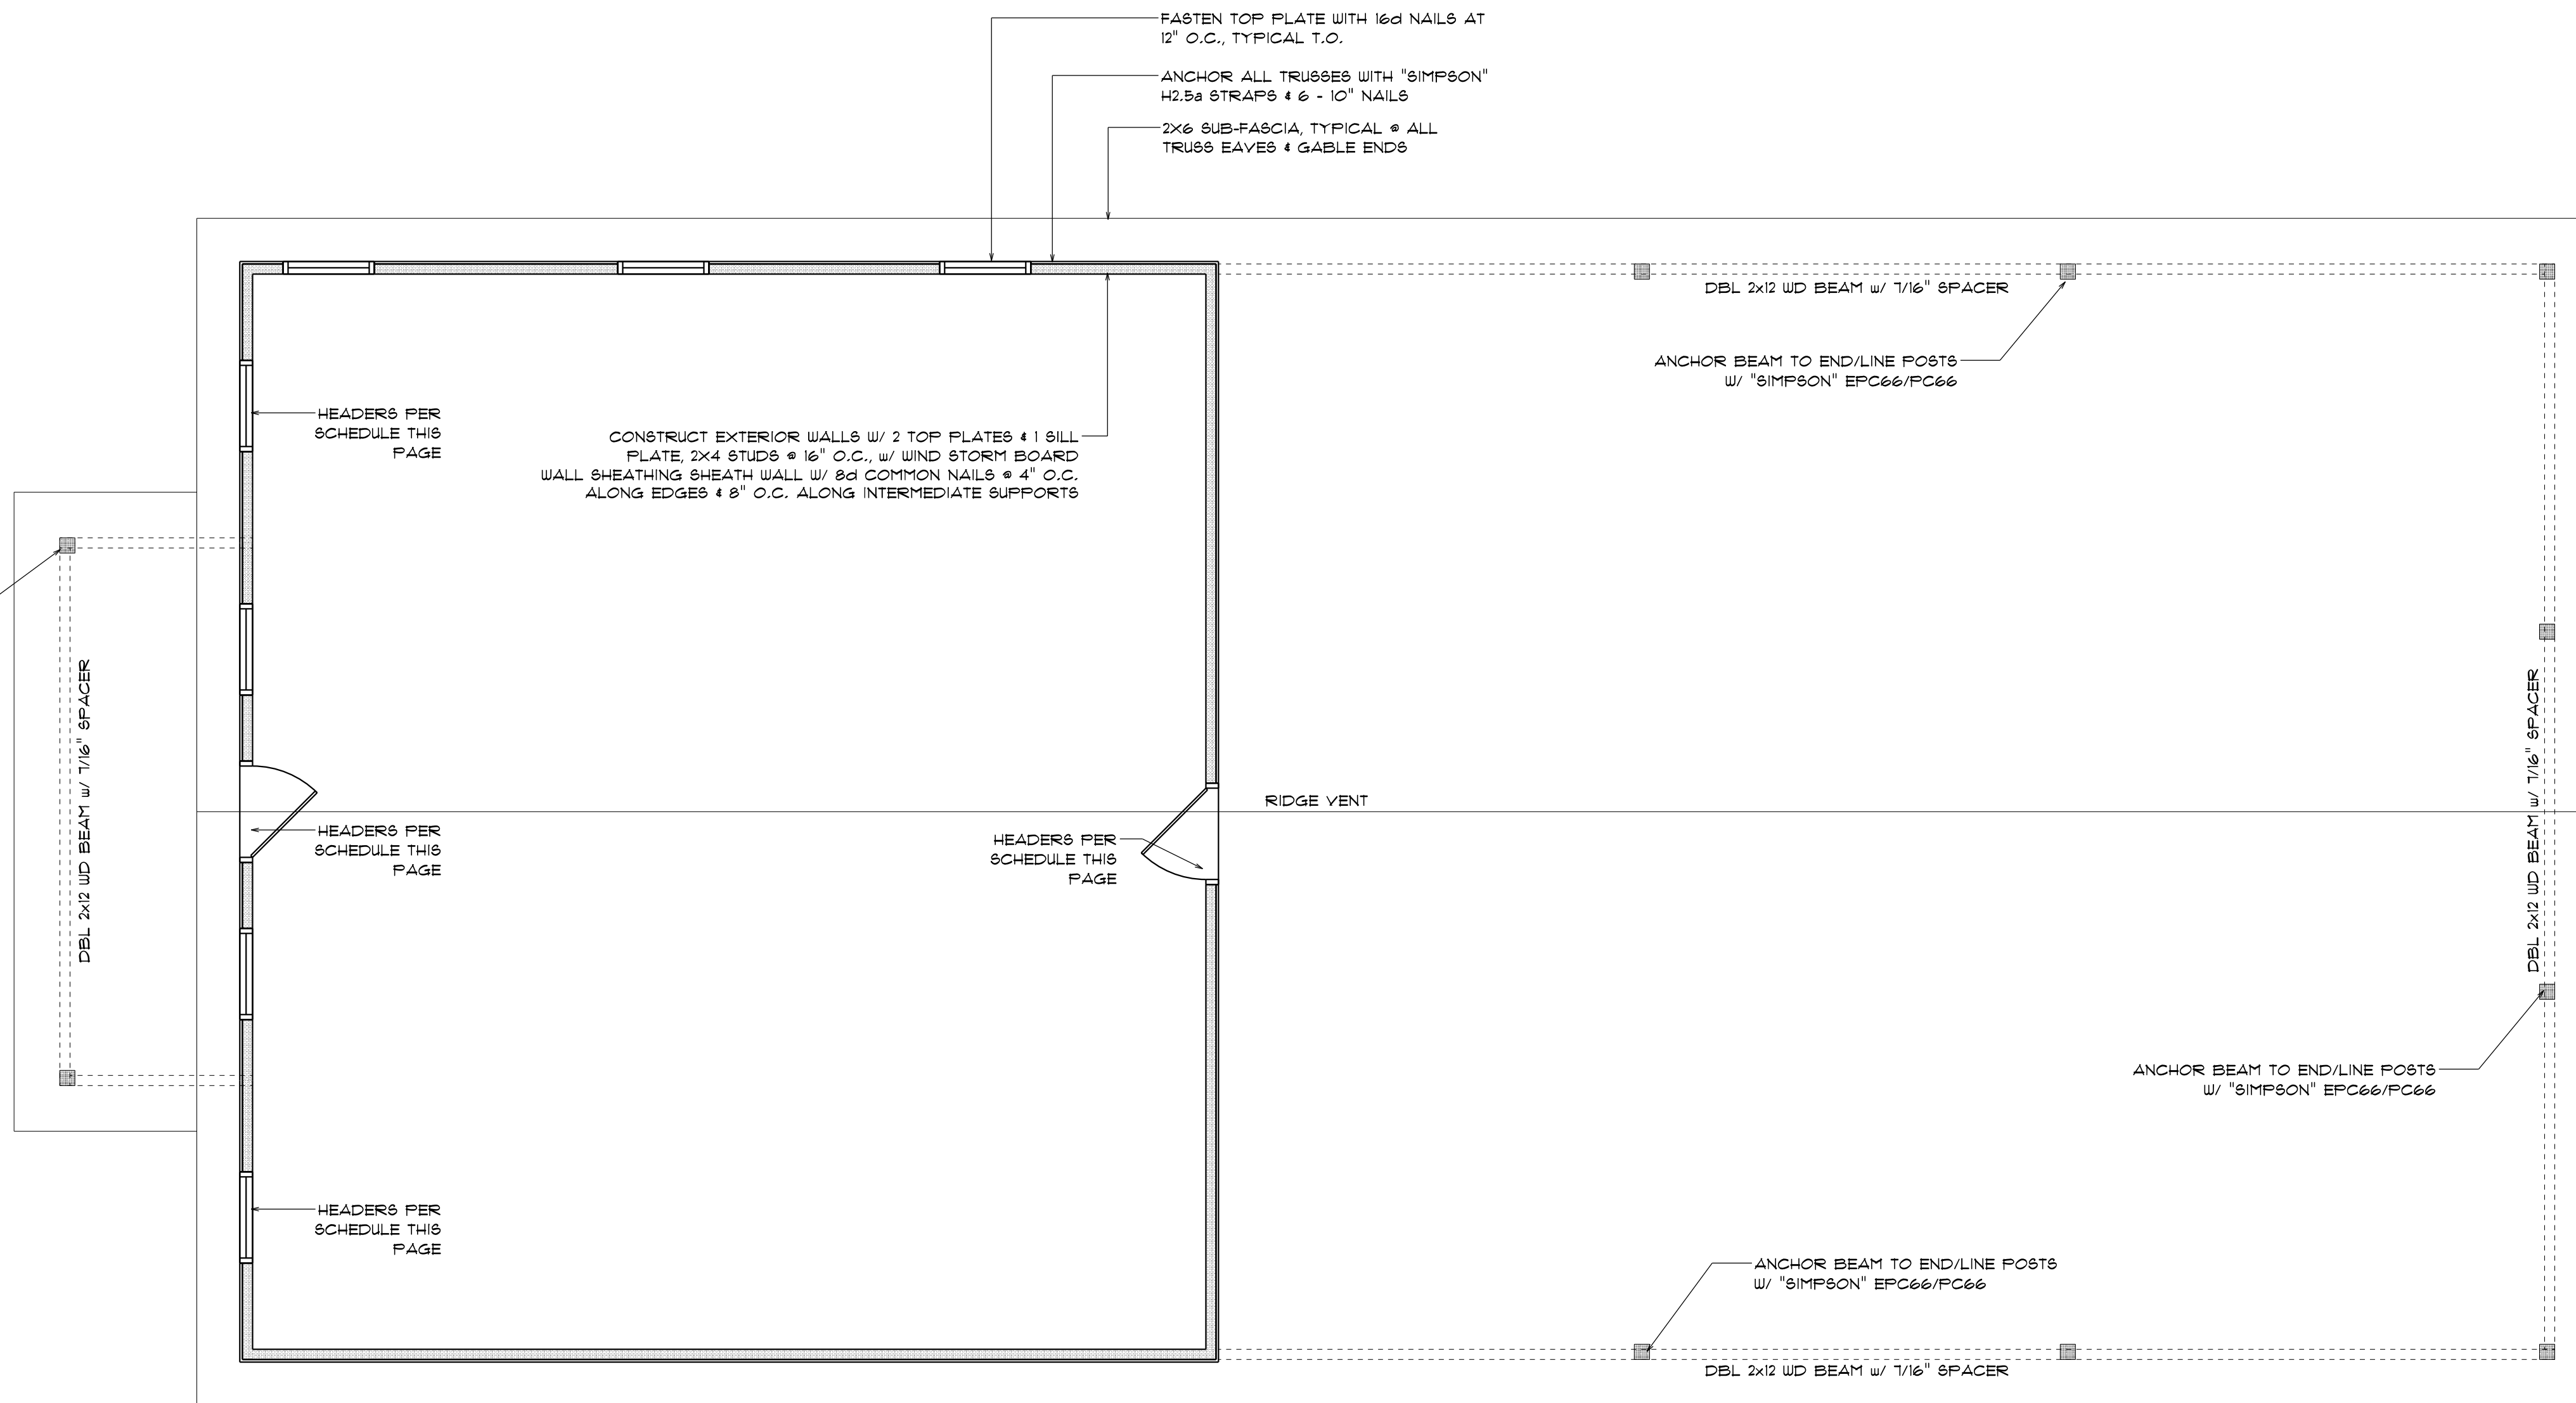 FASTEN TOP PLATE WITH 16d NAILS AT
12" O.C., TYPICAL T.O.
ANCHOR ALL TRUSSES WITH "SIMPSON"
H2.5a STRAPS & 6 - 10" NAILS
2X6 SUB-FASCIA, TYPICAL @ ALL
TRUSS EAVES & GABLE ENDS
DBL 2x12 WD BEAM w/ 7/16" SPACER
ANCHOR BEAM TO END/LINE POSTS
W/ "SIMPSON" EPC66/PC66
HEADERS PER
SCHEDULE THIS
PAGE
CONSTRUCT EXTERIOR WALLS W/ 2 TOP PLATES & 1 SILL
PLATE, 2X4 STUDS @ 16" O.C., w/ WIND STORM BOARD
WALL SHEATHING SHEATH WALL W/ 8d COMMON NAILS @ 4" O.C.
ALONG EDGES & 8" O.C. ALONG INTERMEDIATE SUPPORTS
DBL 2x12 WD BEAM w/ 7/16" SPACER
DBL 2x12 WD BEAM w/ 7/16" SPACER
RIDGE VENT
HEADERS PER
SCHEDULE THIS
PAGE
HEADERS PER
SCHEDULE THIS
PAGE
ANCHOR BEAM TO END/LINE POSTS
W/ "SIMPSON" EPC66/PC66
HEADERS PER
SCHEDULE THIS
PAGE
ANCHOR BEAM TO END/LINE POSTS
W/ "SIMPSON" EPC66/PC66
DBL 2x12 WD BEAM w/ 7/16" SPACER